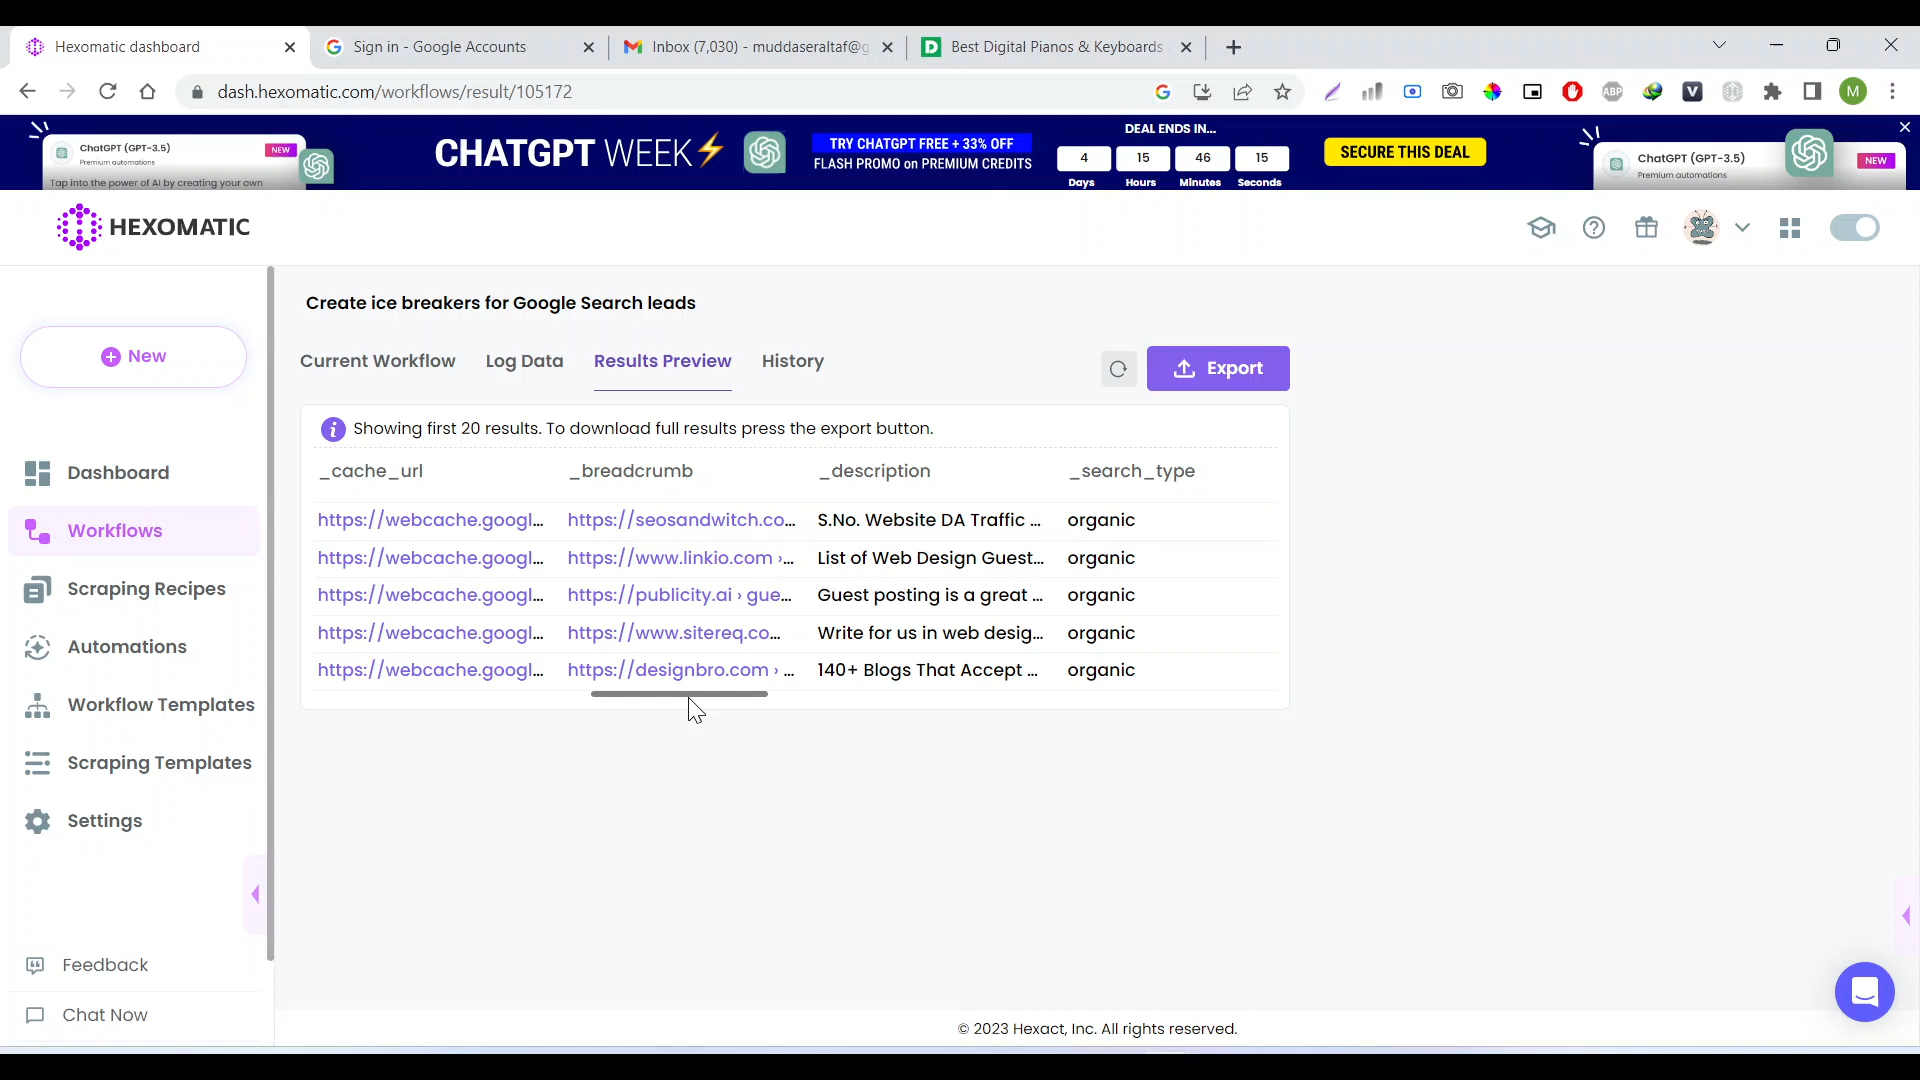 Hexomatic dashboard
Sign in - Google Accounts
Inbox (7,030) - muddaseraltaf@g
Best Digital Pianos & Keyboards
dash.hexomatic.com/workflows/result/105172
ABP
V
M
ChatGPT (GPT-3.5)
Premium automations
NEW
Tap into the power of AI by creating your own
CHATGPT WEEK
TRY CHATGPT FREE + 33% OFF
FLASH PROMO on PREMIUM CREDITS
DEAL ENDS IN...
4 15 46 15
Days Hours Minutes Seconds
SECURE THIS DEAL
ChatGPT (GPT-3.5)
Premium automations
NEW
HEXOMATIC
New
Dashboard
Workflows
Scraping Recipes
Automations
Workflow Templates
Scraping Templates
Settings
Feedback
Chat Now
Create ice breakers for Google Search leads
Current Workflow Log Data Results Preview History
Export
Showing first 20 results. To download full results press the export button.
_cache_url _breadcrumb _description _search_type
https://webcache.googl... https://seosandwitch.co... S.No. Website DA Traffic ... organic
https://webcache.googl... https://www.linkio.com ›... List of Web Design Guest... organic
https://webcache.googl... https://publicity.ai › gue... Guest posting is a great ... organic
https://webcache.googl... https://www.sitereq.co... Write for us in web desig... organic
https://webcache.googl... https://designbro.com › ... 140+ Blogs That Accept ... organic
© 2023 Hexact, Inc. All rights reserved.